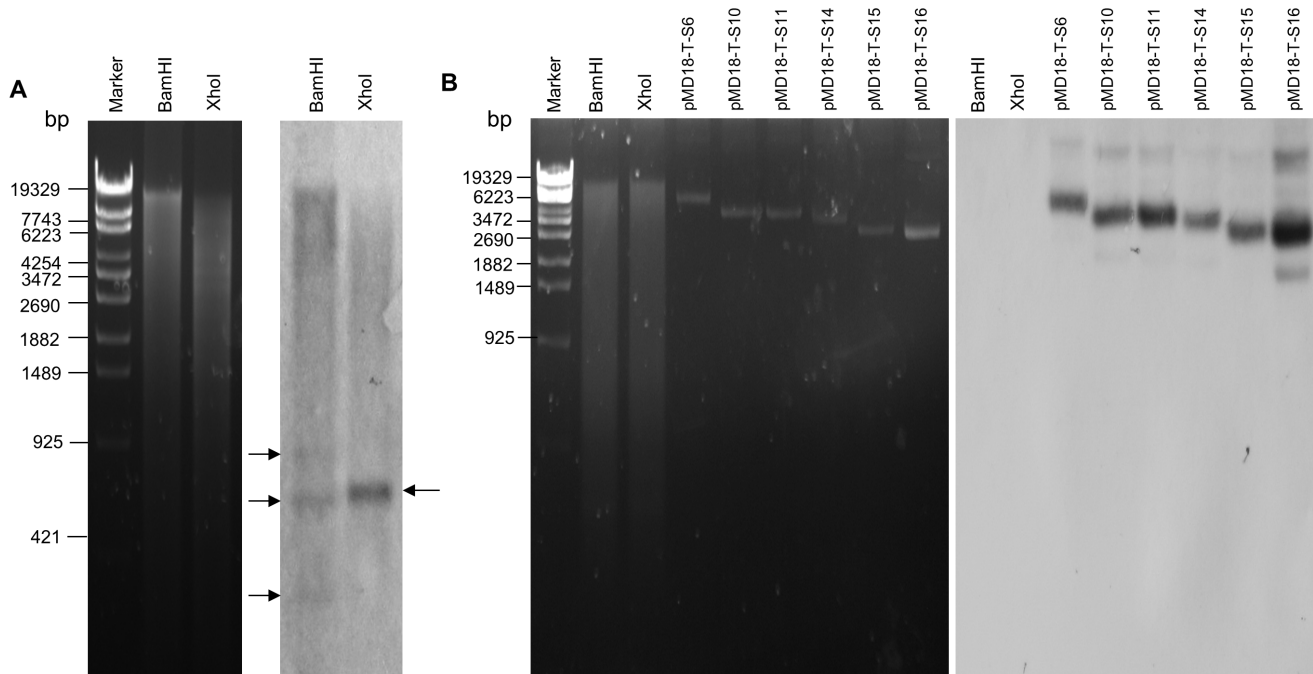 A
bp
Marker
BamHI
XhoI
BamHI
XhoI
19329
7743
6223
4254
3472
2690
1882
1489
925
421
B
bp
Marker
BamHI
XhoI
pMD18-T-S6
pMD18-T-S10
pMD18-T-S11
pMD18-T-S14
pMD18-T-S15
pMD18-T-S16
BamHI
XhoI
pMD18-T-S6
pMD18-T-S10
pMD18-T-S11
pMD18-T-S14
pMD18-T-S15
pMD18-T-S16
19329
6223
3472
2690
1882
1489
925